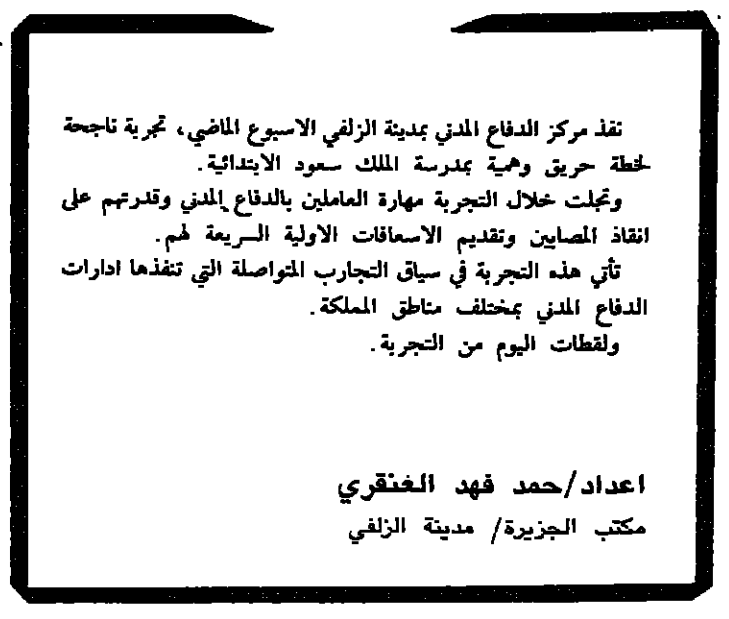 نفذ مركز الدفاع المدني بمدينة الزلفي الاسبوع الماضي، تجربة ناجحة
لخطة حريق وهمية بمدرسة الملك سعود الابتدائية.
وتجلت خلال التجربة مهارة العاملين بالدفاع المدني وقدرتهم على
انقاذ المصابين وتقديم الاسعافات الاولية السريعة لهم.
تأتي هذه التجربة في سياق التجارب المتواصلة التي تنفذها ادارات
الدفاع المدني بمختلف مناطق المملكة.
ولقطات اليوم من التجربة.
اعداد/حمد فهد الغنقري
مكتب الجزيرة/ مدينة الزلفي